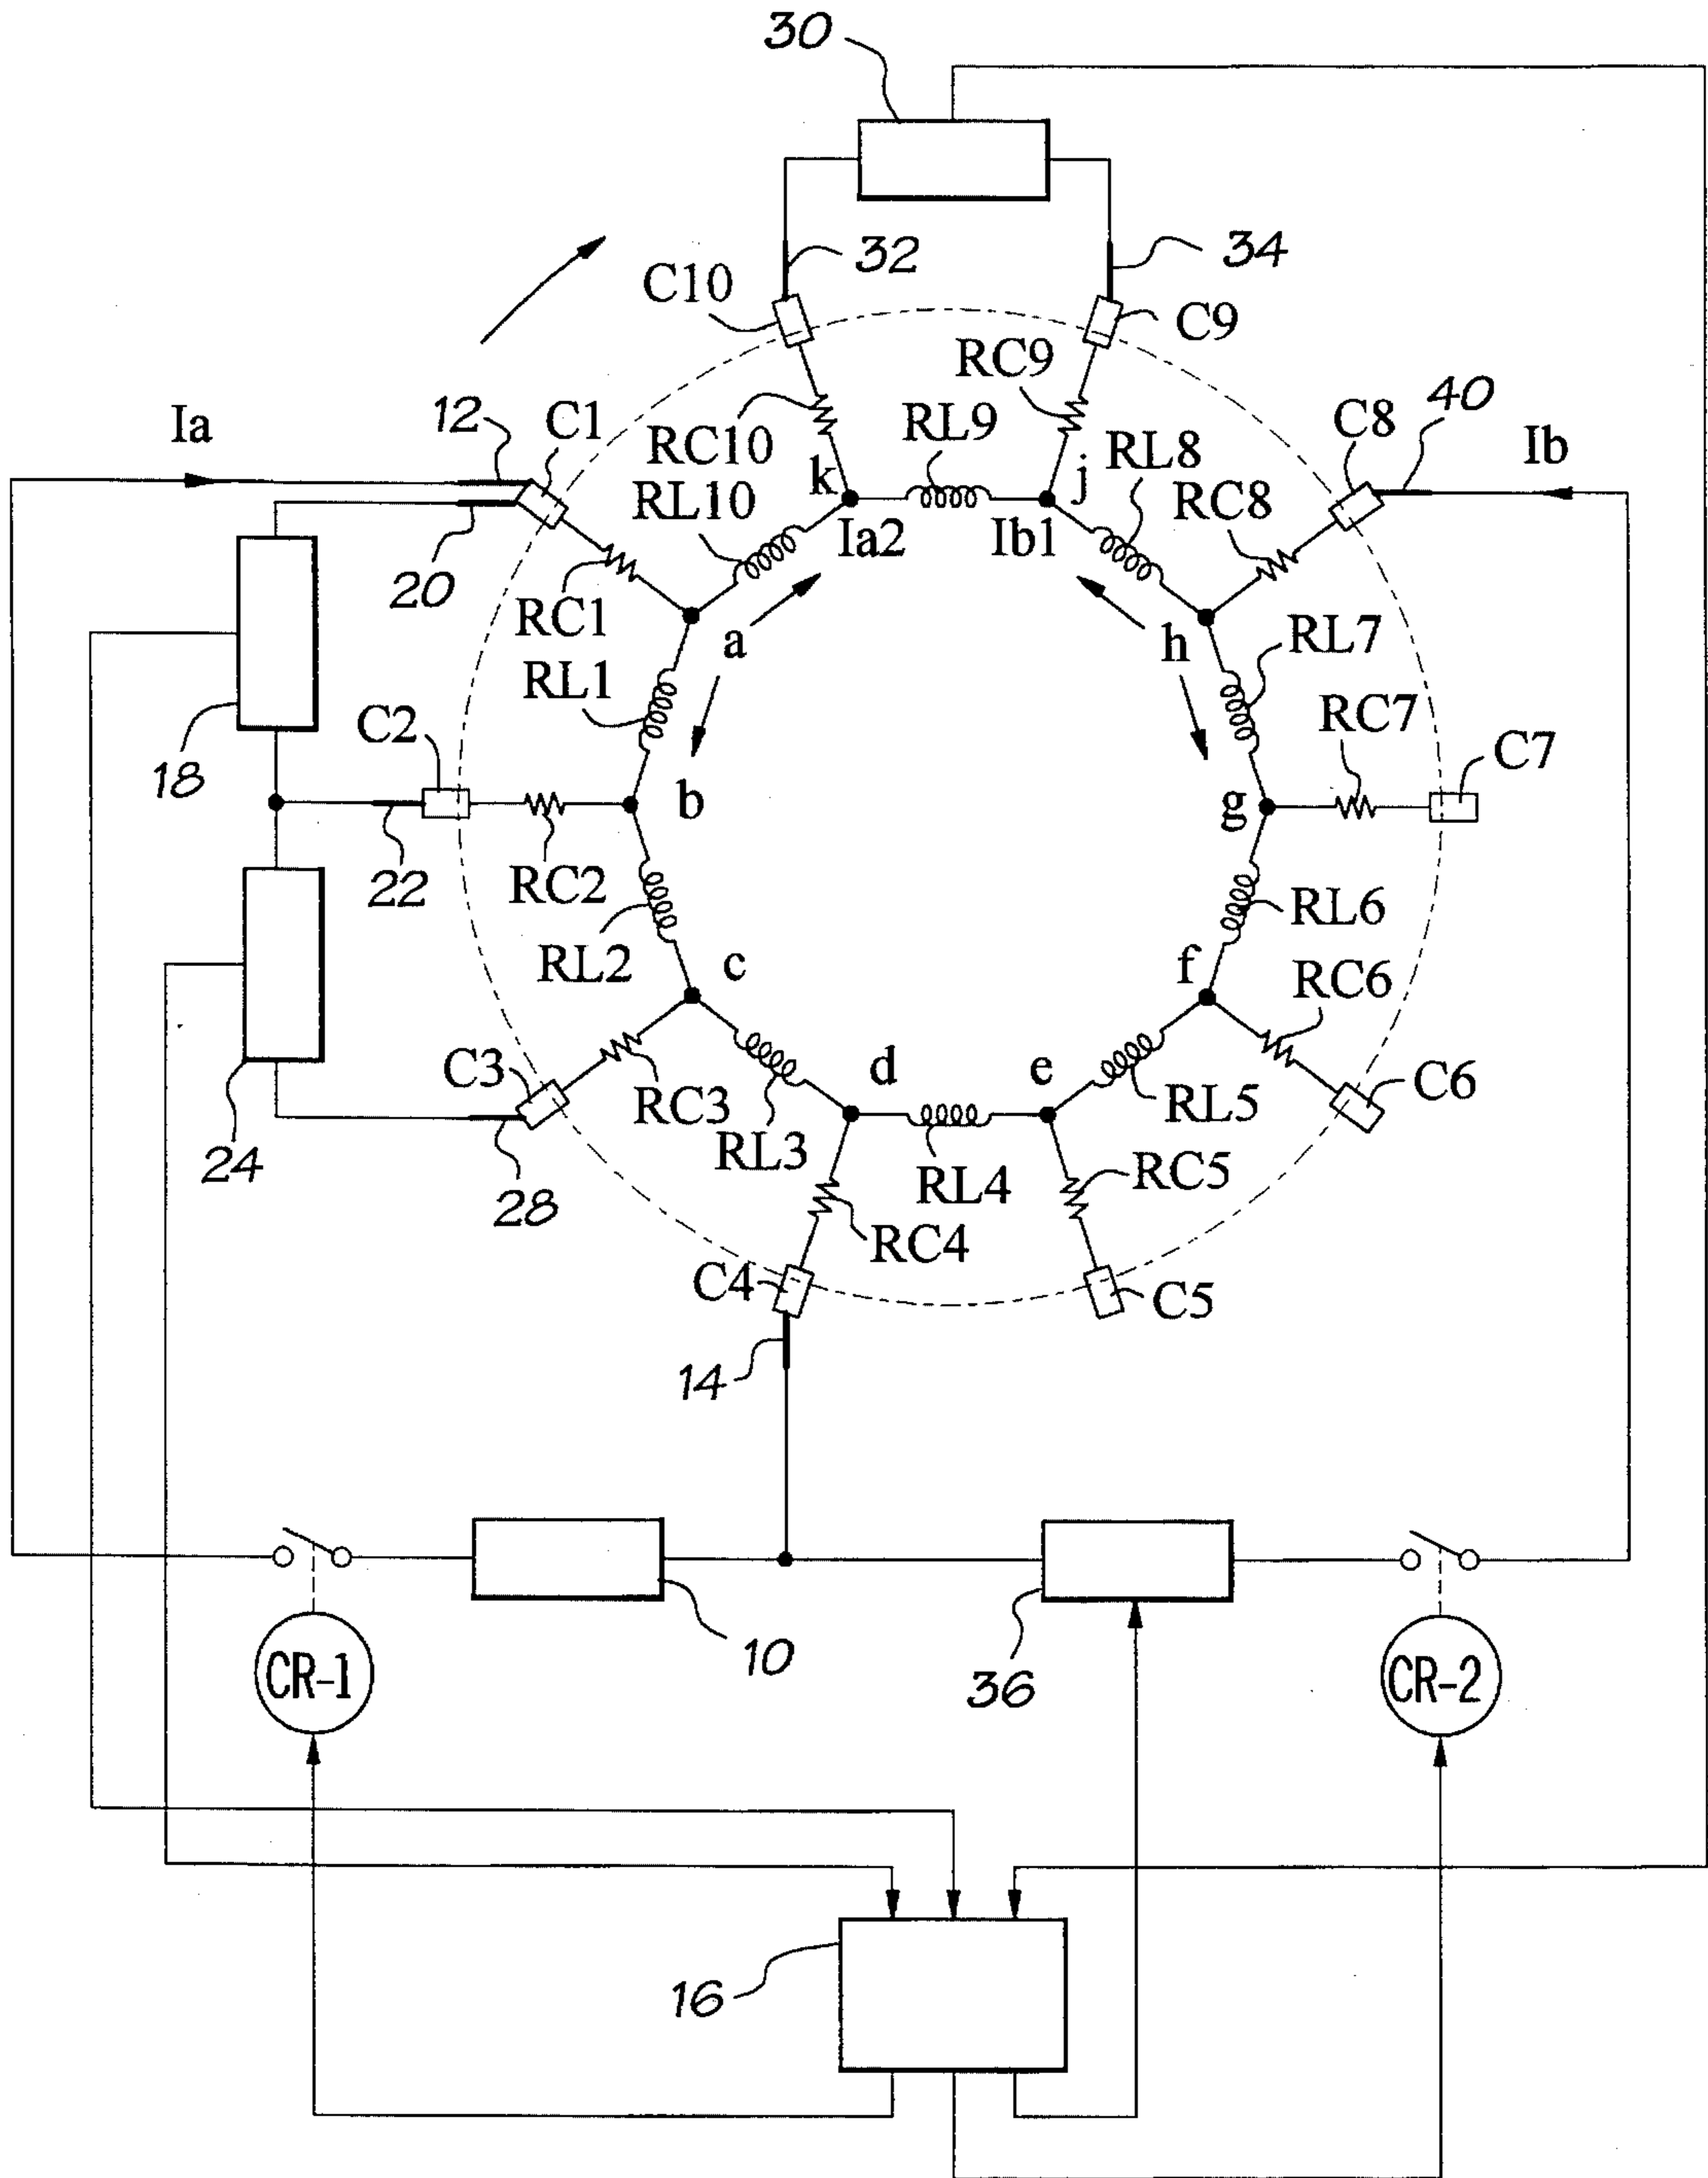 30
32
34
C10
C9
RC9
12
C1
C8
40
Ia
Ib
RC10
RL9
RL8
k
j
RL10
RC8
Ia2
Ib1
20
RC1
a
h
RL7
RL1
RC7
C2
C7
18
b
g
22
RC2
RL6
RL2
c
f
RC6
C3
d
e
C6
RC3
RL5
24
RL3
28
RL4
RC5
RC4
C4
C5
14
10
36
CR-1
CR-2
16